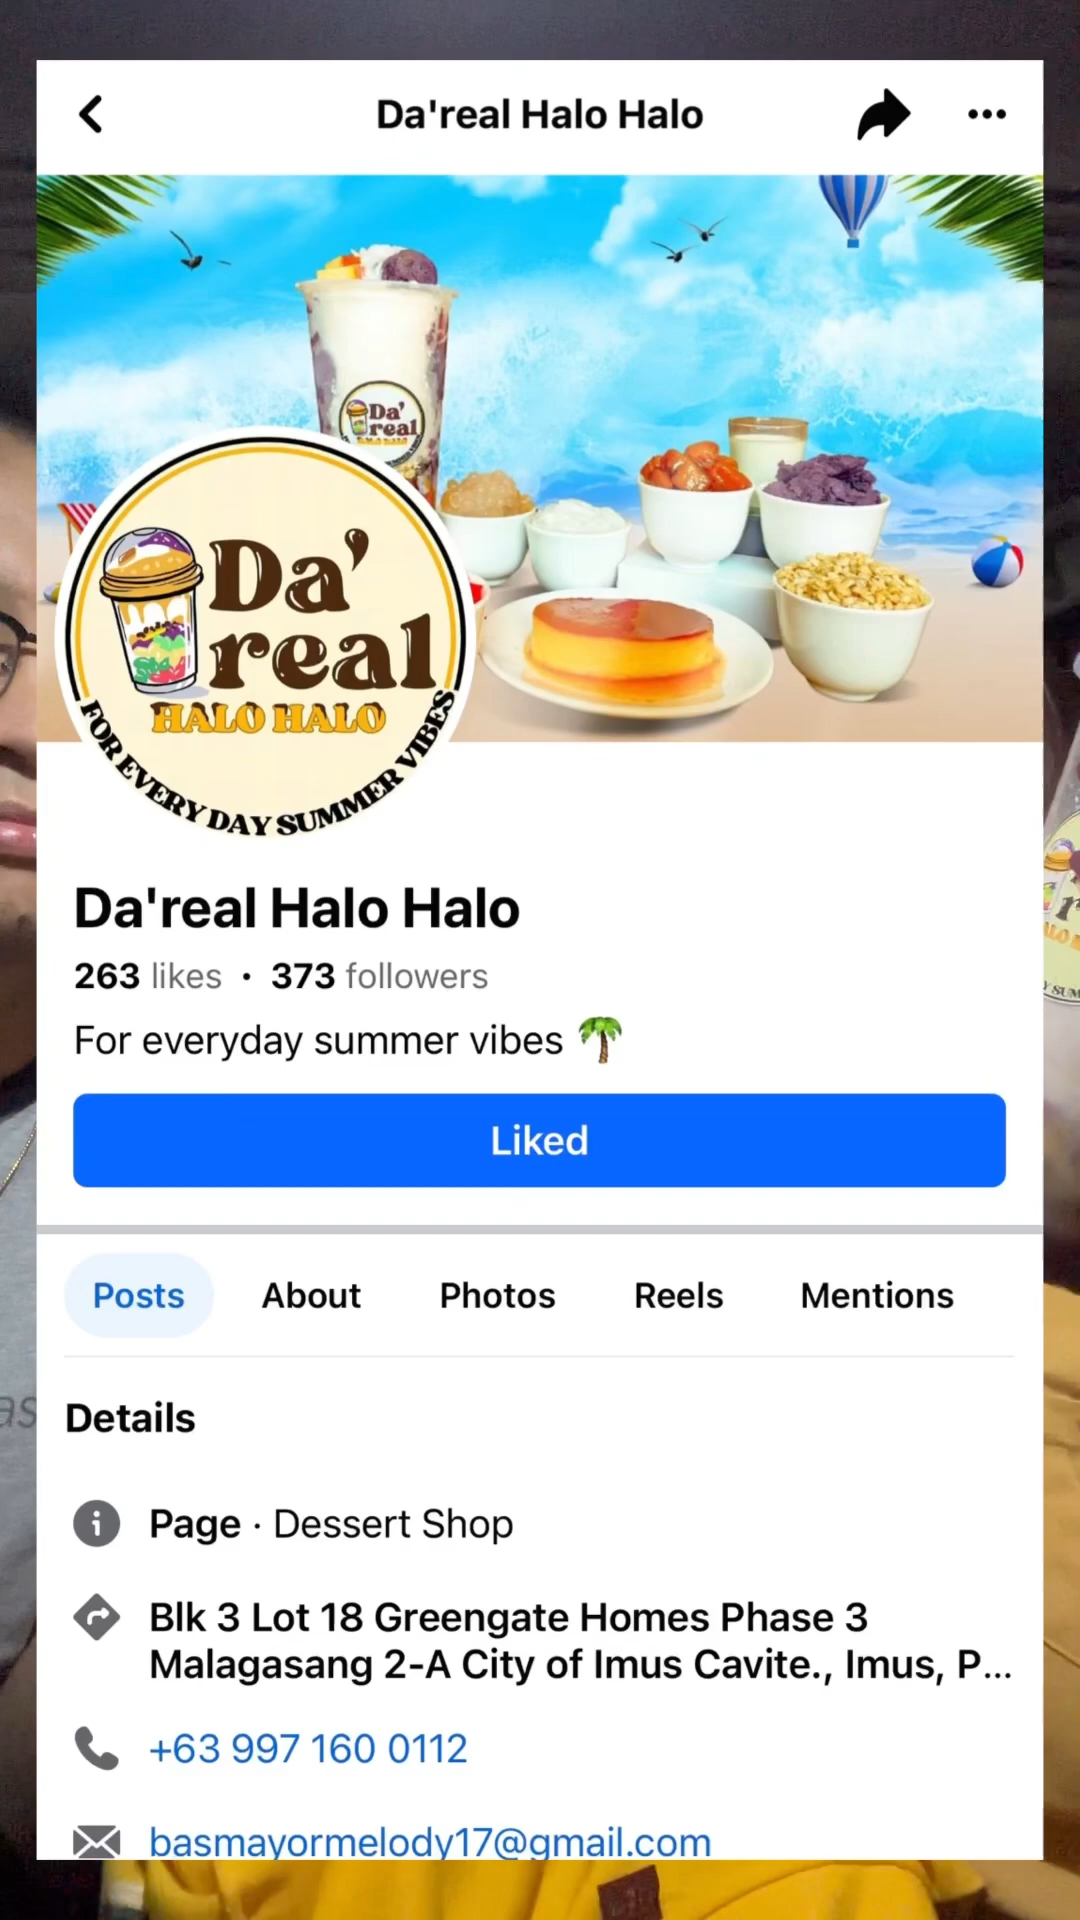 Da'real Halo Halo
Da'
real
Da'
real
HALO HALO
FOR EVERY DAY SUMMER VIBES
Da'real Halo Halo
263 likes · 373 followers
For everyday summer vibes 🌴
Liked
Posts
About
Photos
Reels
Mentions
Details
Page · Dessert Shop
Blk 3 Lot 18 Greengate Homes Phase 3
Malagasang 2-A City of Imus Cavite., Imus, P...
+63 997 160 0112
basmayormelody17@gmail.com